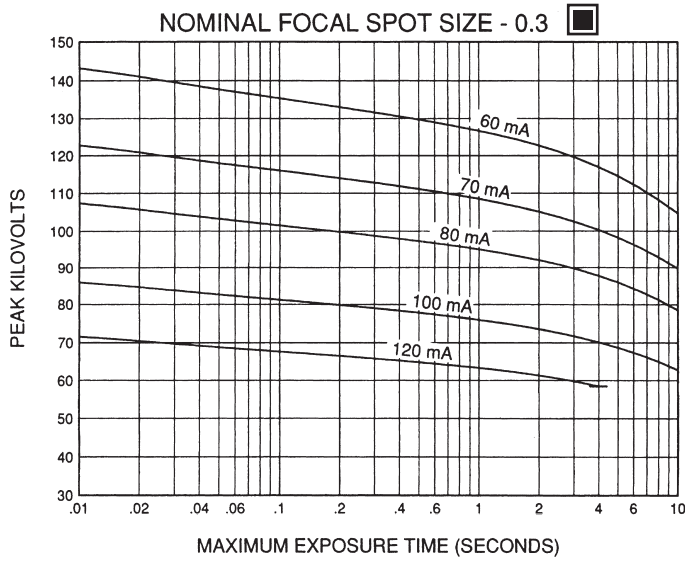 NOMINAL FOCAL SPOT SIZE - 0.3
150
140
130
120
110
100
90
80
70
60
50
40
30
PEAK KILOVOLTS
60 mA
70 mA
80 mA
100 mA
120 mA
.01 .02 .04 .06 .1 .2 .4 .6 1 2 4 6 10
MAXIMUM EXPOSURE TIME (SECONDS)